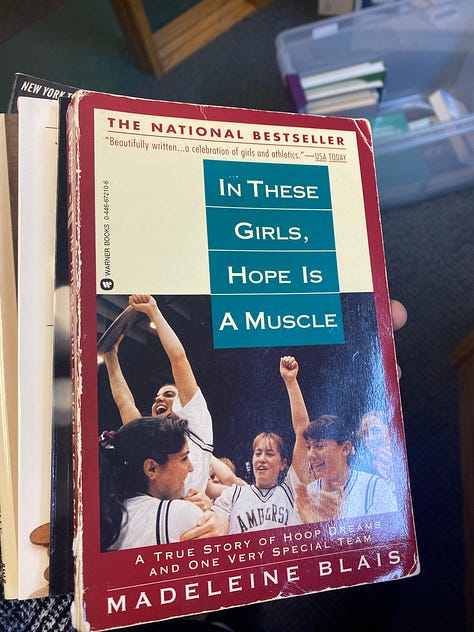 NEW YORK
THE NATIONAL BESTSELLER
"Beautifully written...a celebration of girls and athletics."—USA TODAY
IN THESE
GIRLS,
HOPE IS
A MUSCLE
WARNER BOOKS 0-446-67210-6
AMHERST
A TRUE STORY OF HOOP DREAMS
AND ONE VERY SPECIAL TEAM
MADELEINE BLAIS